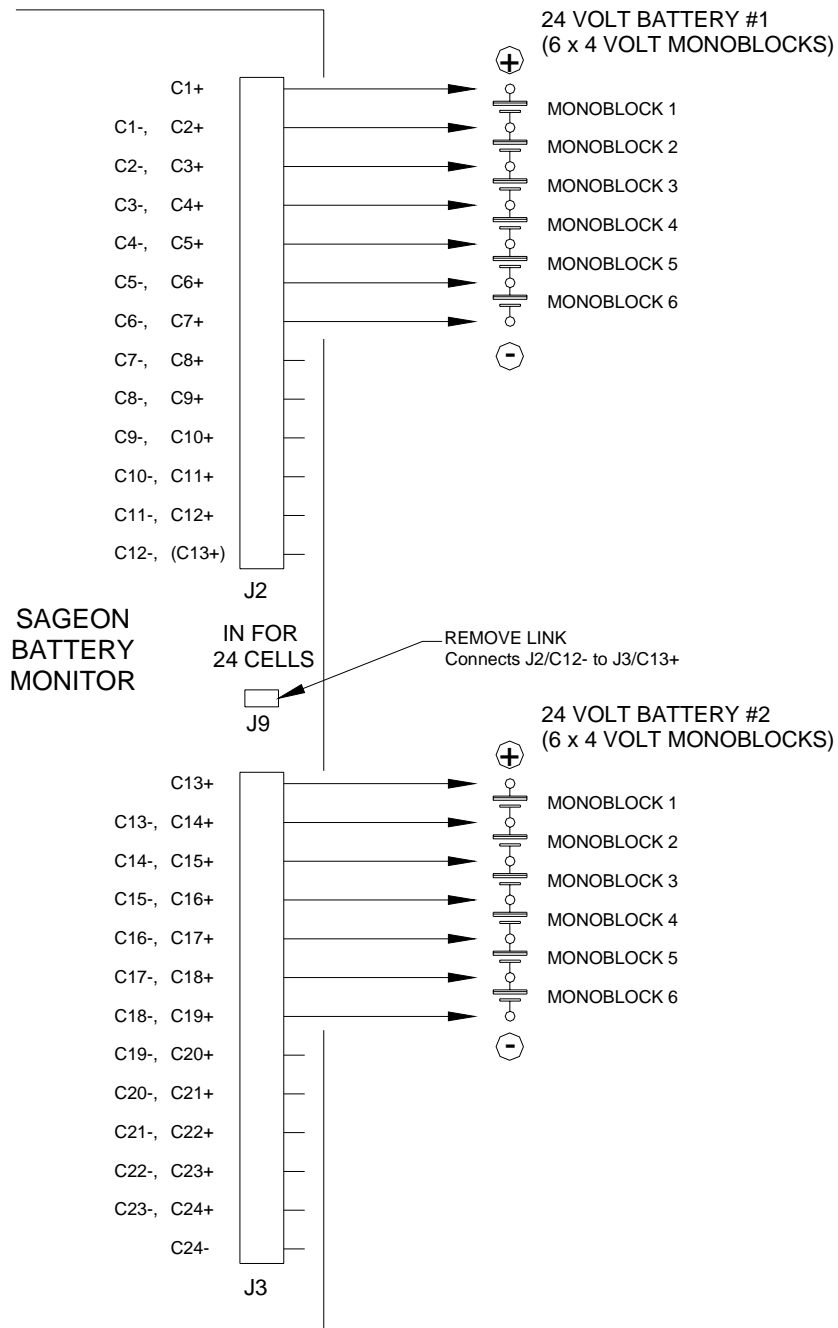 24 VOLT BATTERY #1
(6 x 4 VOLT MONOBLOCKS)
+
C1+
MONOBLOCK 1
C1-, C2+
MONOBLOCK 2
C2-, C3+
MONOBLOCK 3
C3-, C4+
MONOBLOCK 4
C4-, C5+
MONOBLOCK 5
C5-, C6+
MONOBLOCK 6
C6-, C7+
-
C7-, C8+
C8-, C9+
C9-, C10+
C10-, C11+
C11-, C12+
C12-, (C13+)
J2
SAGEON
BATTERY
MONITOR
IN FOR
24 CELLS
REMOVE LINK
Connects J2/C12- to J3/C13+
J9
24 VOLT BATTERY #2
(6 x 4 VOLT MONOBLOCKS)
+
C13+
MONOBLOCK 1
C13-, C14+
MONOBLOCK 2
C14-, C15+
MONOBLOCK 3
C15-, C16+
MONOBLOCK 4
C16-, C17+
MONOBLOCK 5
C17-, C18+
MONOBLOCK 6
C18-, C19+
-
C19-, C20+
C20-, C21+
C21-, C22+
C22-, C23+
C23-, C24+
C24-
J3